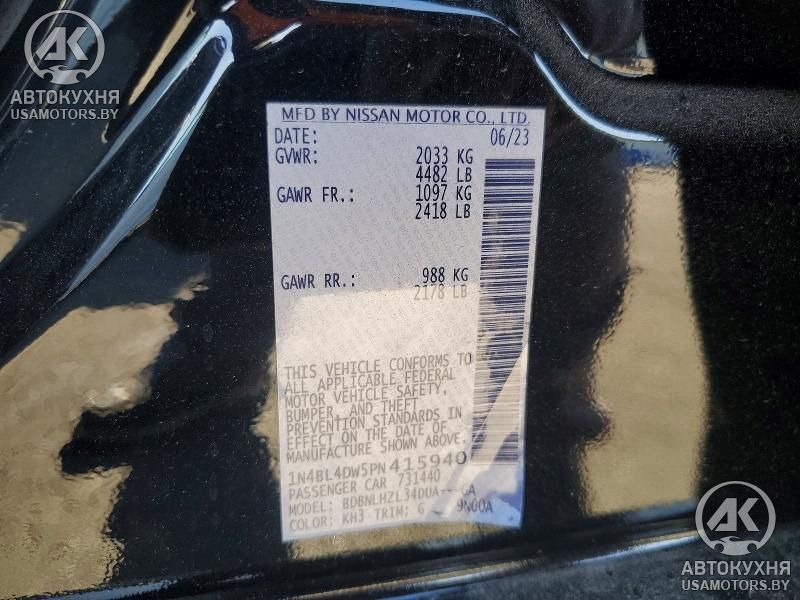 AK
АВТОКУХНЯ
USAMOTORS.BY
MFD BY NISSAN MOTOR CO., LTD.
DATE: 06/23
GVWR: 2033 KG
4482 LB
GAWR FR.: 1097 KG
2418 LB
GAWR RR.: 988 KG
2178 LB
THIS VEHICLE CONFORMS TO
ALL APPLICABLE FEDERAL
MOTOR VEHICLE SAFETY,
BUMPER, AND THEFT
PREVENTION STANDARDS IN
EFFECT ON THE DATE OF
MANUFACTURE SHOWN ABOVE.
1N4BL4DW5PN415940
PASSENGER CAR 731440
MODEL: BDBNLHZL34DUA---GA
COLOR: KH3 TRIM: G
AK
АВТОКУХНЯ
USAMOTORS.BY